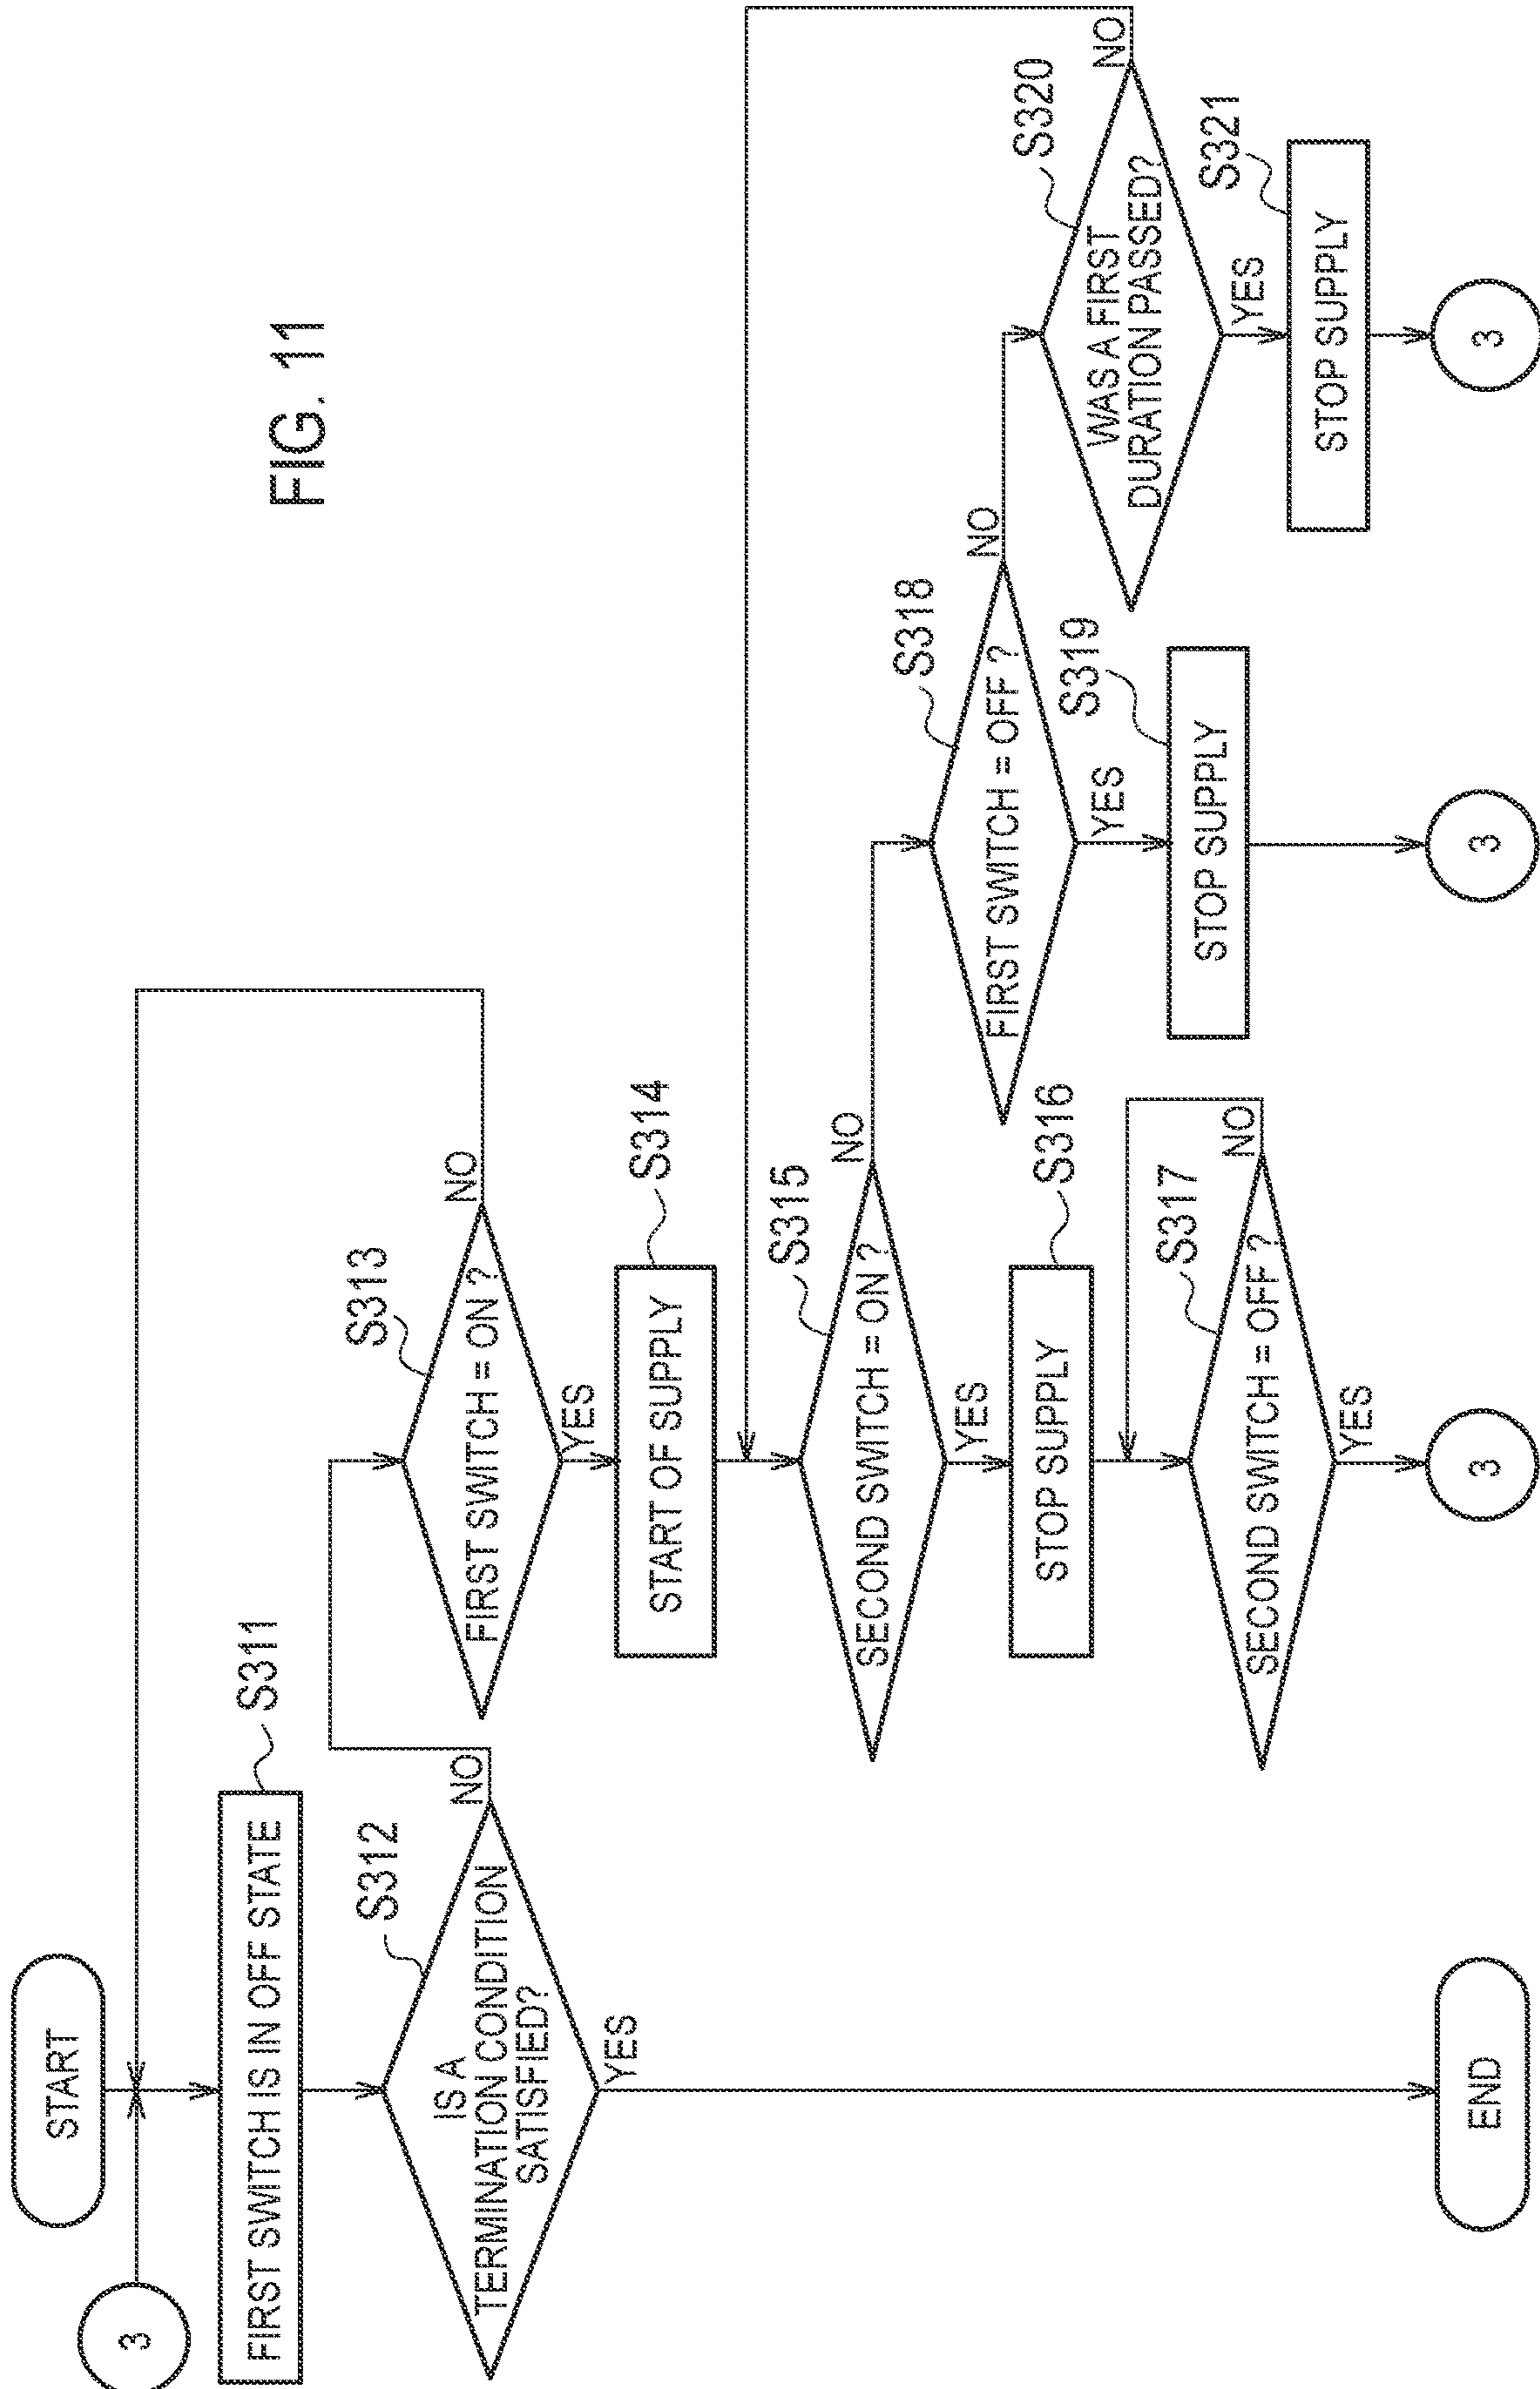 FIG. 11
START
3
FIRST SWITCH IS IN OFF STATE
S311
IS A
TERMINATION CONDITION
SATISFIED?
S312
NO
YES
END
FIRST SWITCH = ON ?
S313
NO
YES
START OF SUPPLY
S314
SECOND SWITCH = ON ?
S315
NO
YES
STOP SUPPLY
S316
SECOND SWITCH = OFF ?
S317
NO
YES
3
FIRST SWITCH = OFF ?
S318
NO
YES
STOP SUPPLY
S319
3
WAS A FIRST
DURATION PASSED?
S320
NO
YES
STOP SUPPLY
S321
3